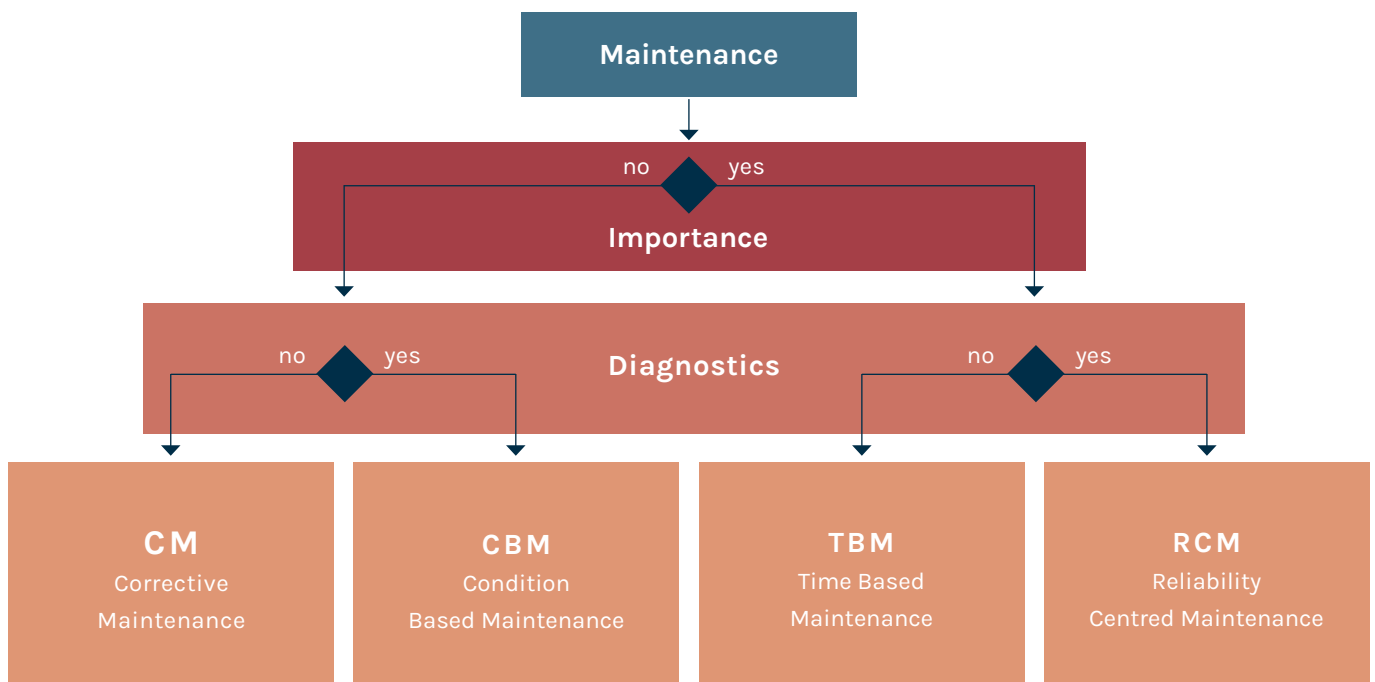 Maintenance
no
yes
Importance
no
yes
Diagnostics
no
yes
CM
Corrective
Maintenance
CBM
Condition
Based Maintenance
TBM
Time Based
Maintenance
RCM
Reliability
Centred Maintenance